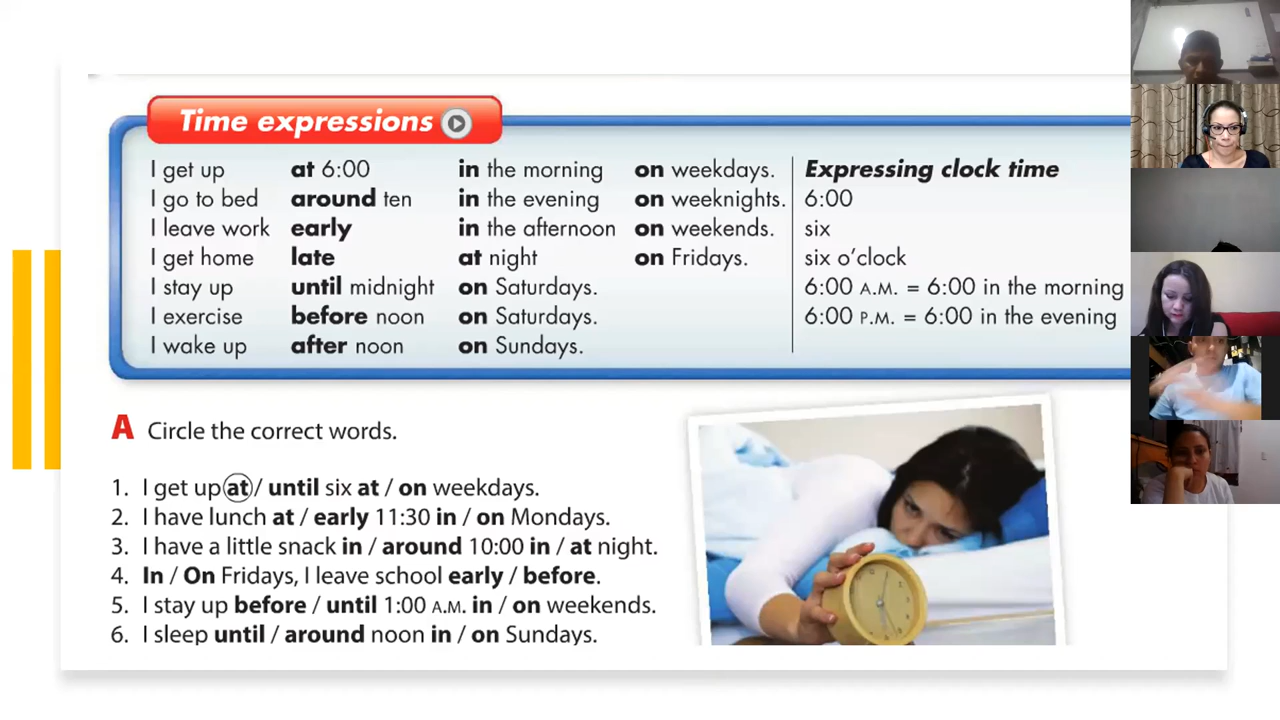 Time expressions
I get up at 6:00 in the morning on weekdays.
I go to bed around ten in the evening on weeknights.
I leave work early in the afternoon on weekends.
I get home late at night on Fridays.
I stay up until midnight on Saturdays.
I exercise before noon on Saturdays.
I wake up after noon on Sundays.
Expressing clock time
6:00
six
six o'clock
6:00 A.M. = 6:00 in the morning
6:00 P.M. = 6:00 in the evening
A Circle the correct words.
1. I get up at / until six at / on weekdays.
2. I have lunch at / early 11:30 in / on Mondays.
3. I have a little snack in / around 10:00 in / at night.
4. In / On Fridays, I leave school early / before.
5. I stay up before / until 1:00 A.M. in / on weekends.
6. I sleep until / around noon in / on Sundays.